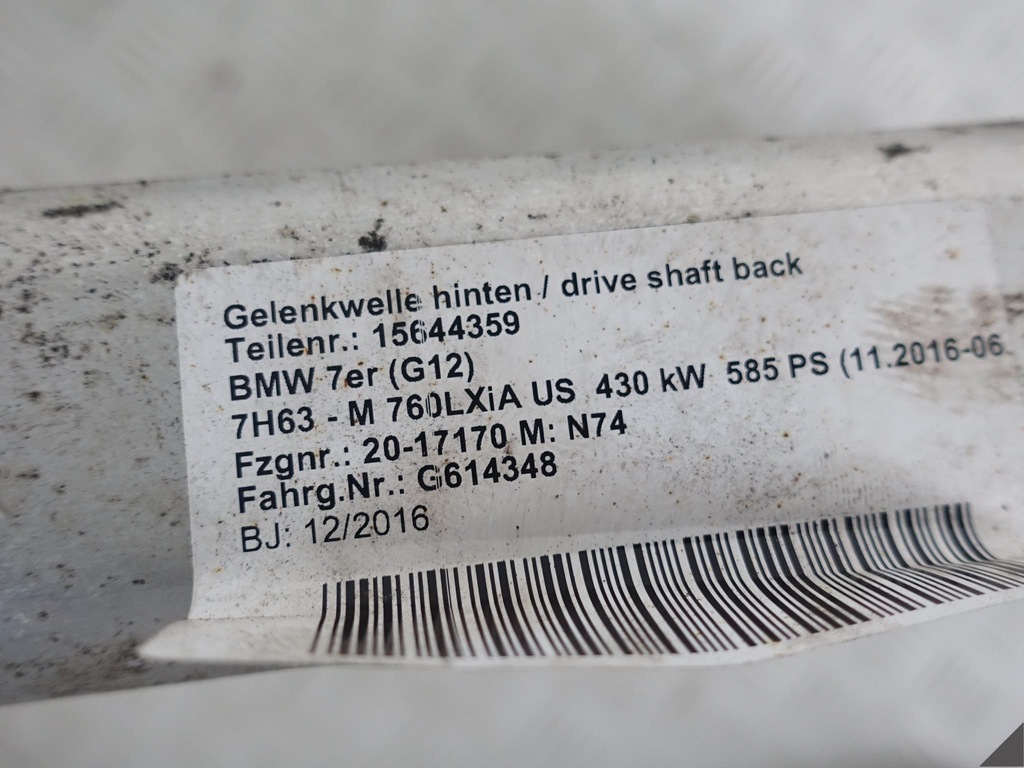 Gelenkwelle hinten / drive shaft back
Teilenr.: 15644359
BMW 7er (G12)
7H63 - M 760LXiA US 430 kW 585 PS (11.2016-06.
Fzgnr.: 20-17170 M: N74
Fahrg.Nr.: G614348
BJ: 12/2016